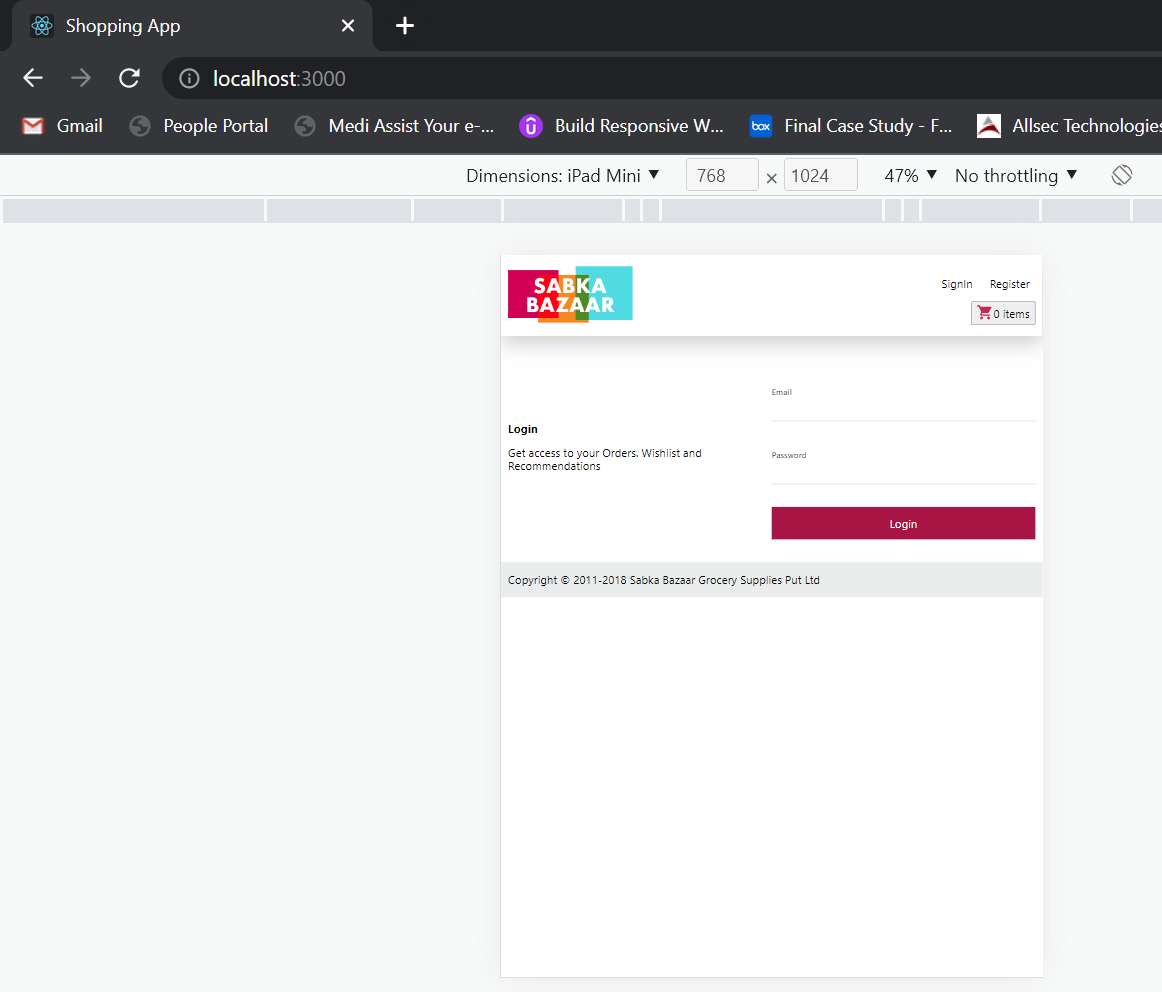 Shopping App
localhost:3000
Gmail People Portal Medi Assist Your e-... Build Responsive W... box Final Case Study - F... Allsec Technologies
Dimensions: iPad Mini 768 × 1024 47% No throttling
SABKA
BAZAAR
SignIn Register
0 items
Email
Login
Get access to your Orders. Wishlist and
Recommendations
Password
Login
Copyright © 2011-2018 Sabka Bazaar Grocery Supplies Put Ltd